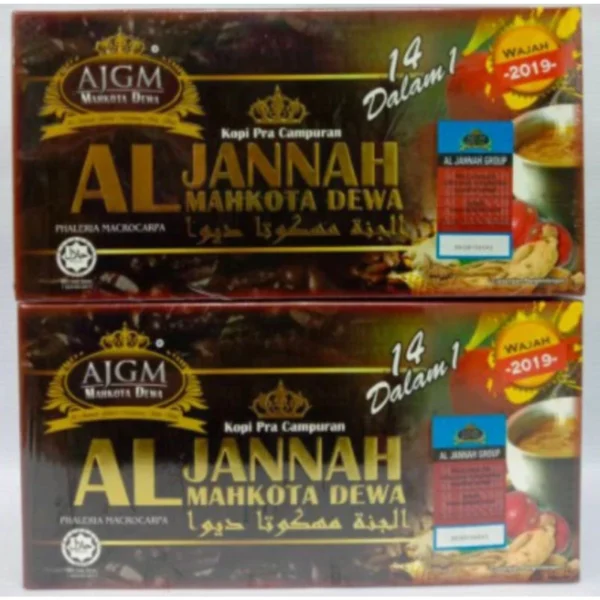 AJGM
MAHKOTA DEWA
14
Dalam 1
WAJAH
-2019-
Kopi Pra Campuran
AL JANNAH
MAHKOTA DEWA
الجنة مهكوتا ديوا
PHALERIA MACROCARPA
حلال
AL JANNAH GROUP
AJGM
MAHKOTA DEWA
14
Dalam 1
WAJAH
-2019-
Kopi Pra Campuran
AL JANNAH
MAHKOTA DEWA
الجنة مهكوتا ديوا
PHALERIA MACROCARPA
حلال
AL JANNAH GROUP